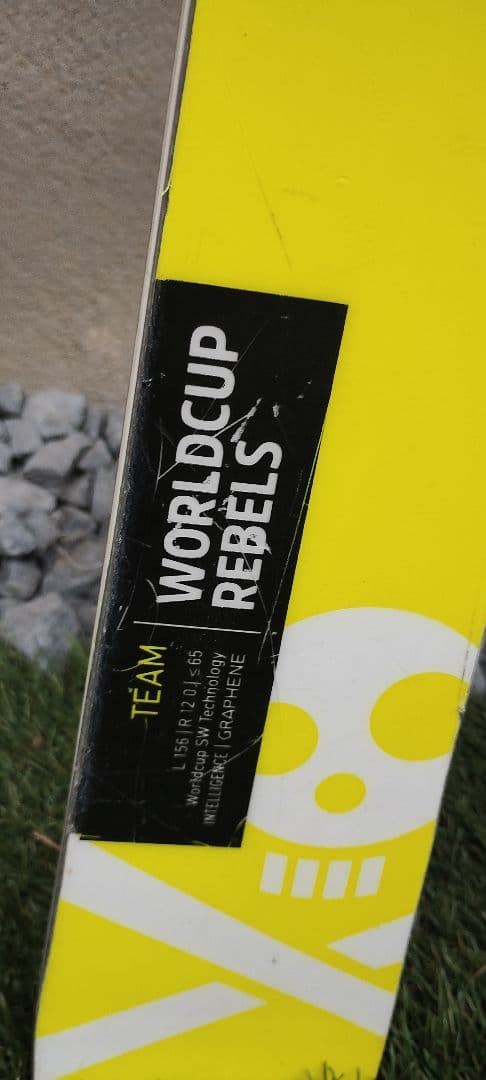 WORLDCUP
REBELS
TEAM
L 156 | R 12.0 | ≤ 65
Worldcup SW Technology
INTELLIGENCE | GRAPHENE